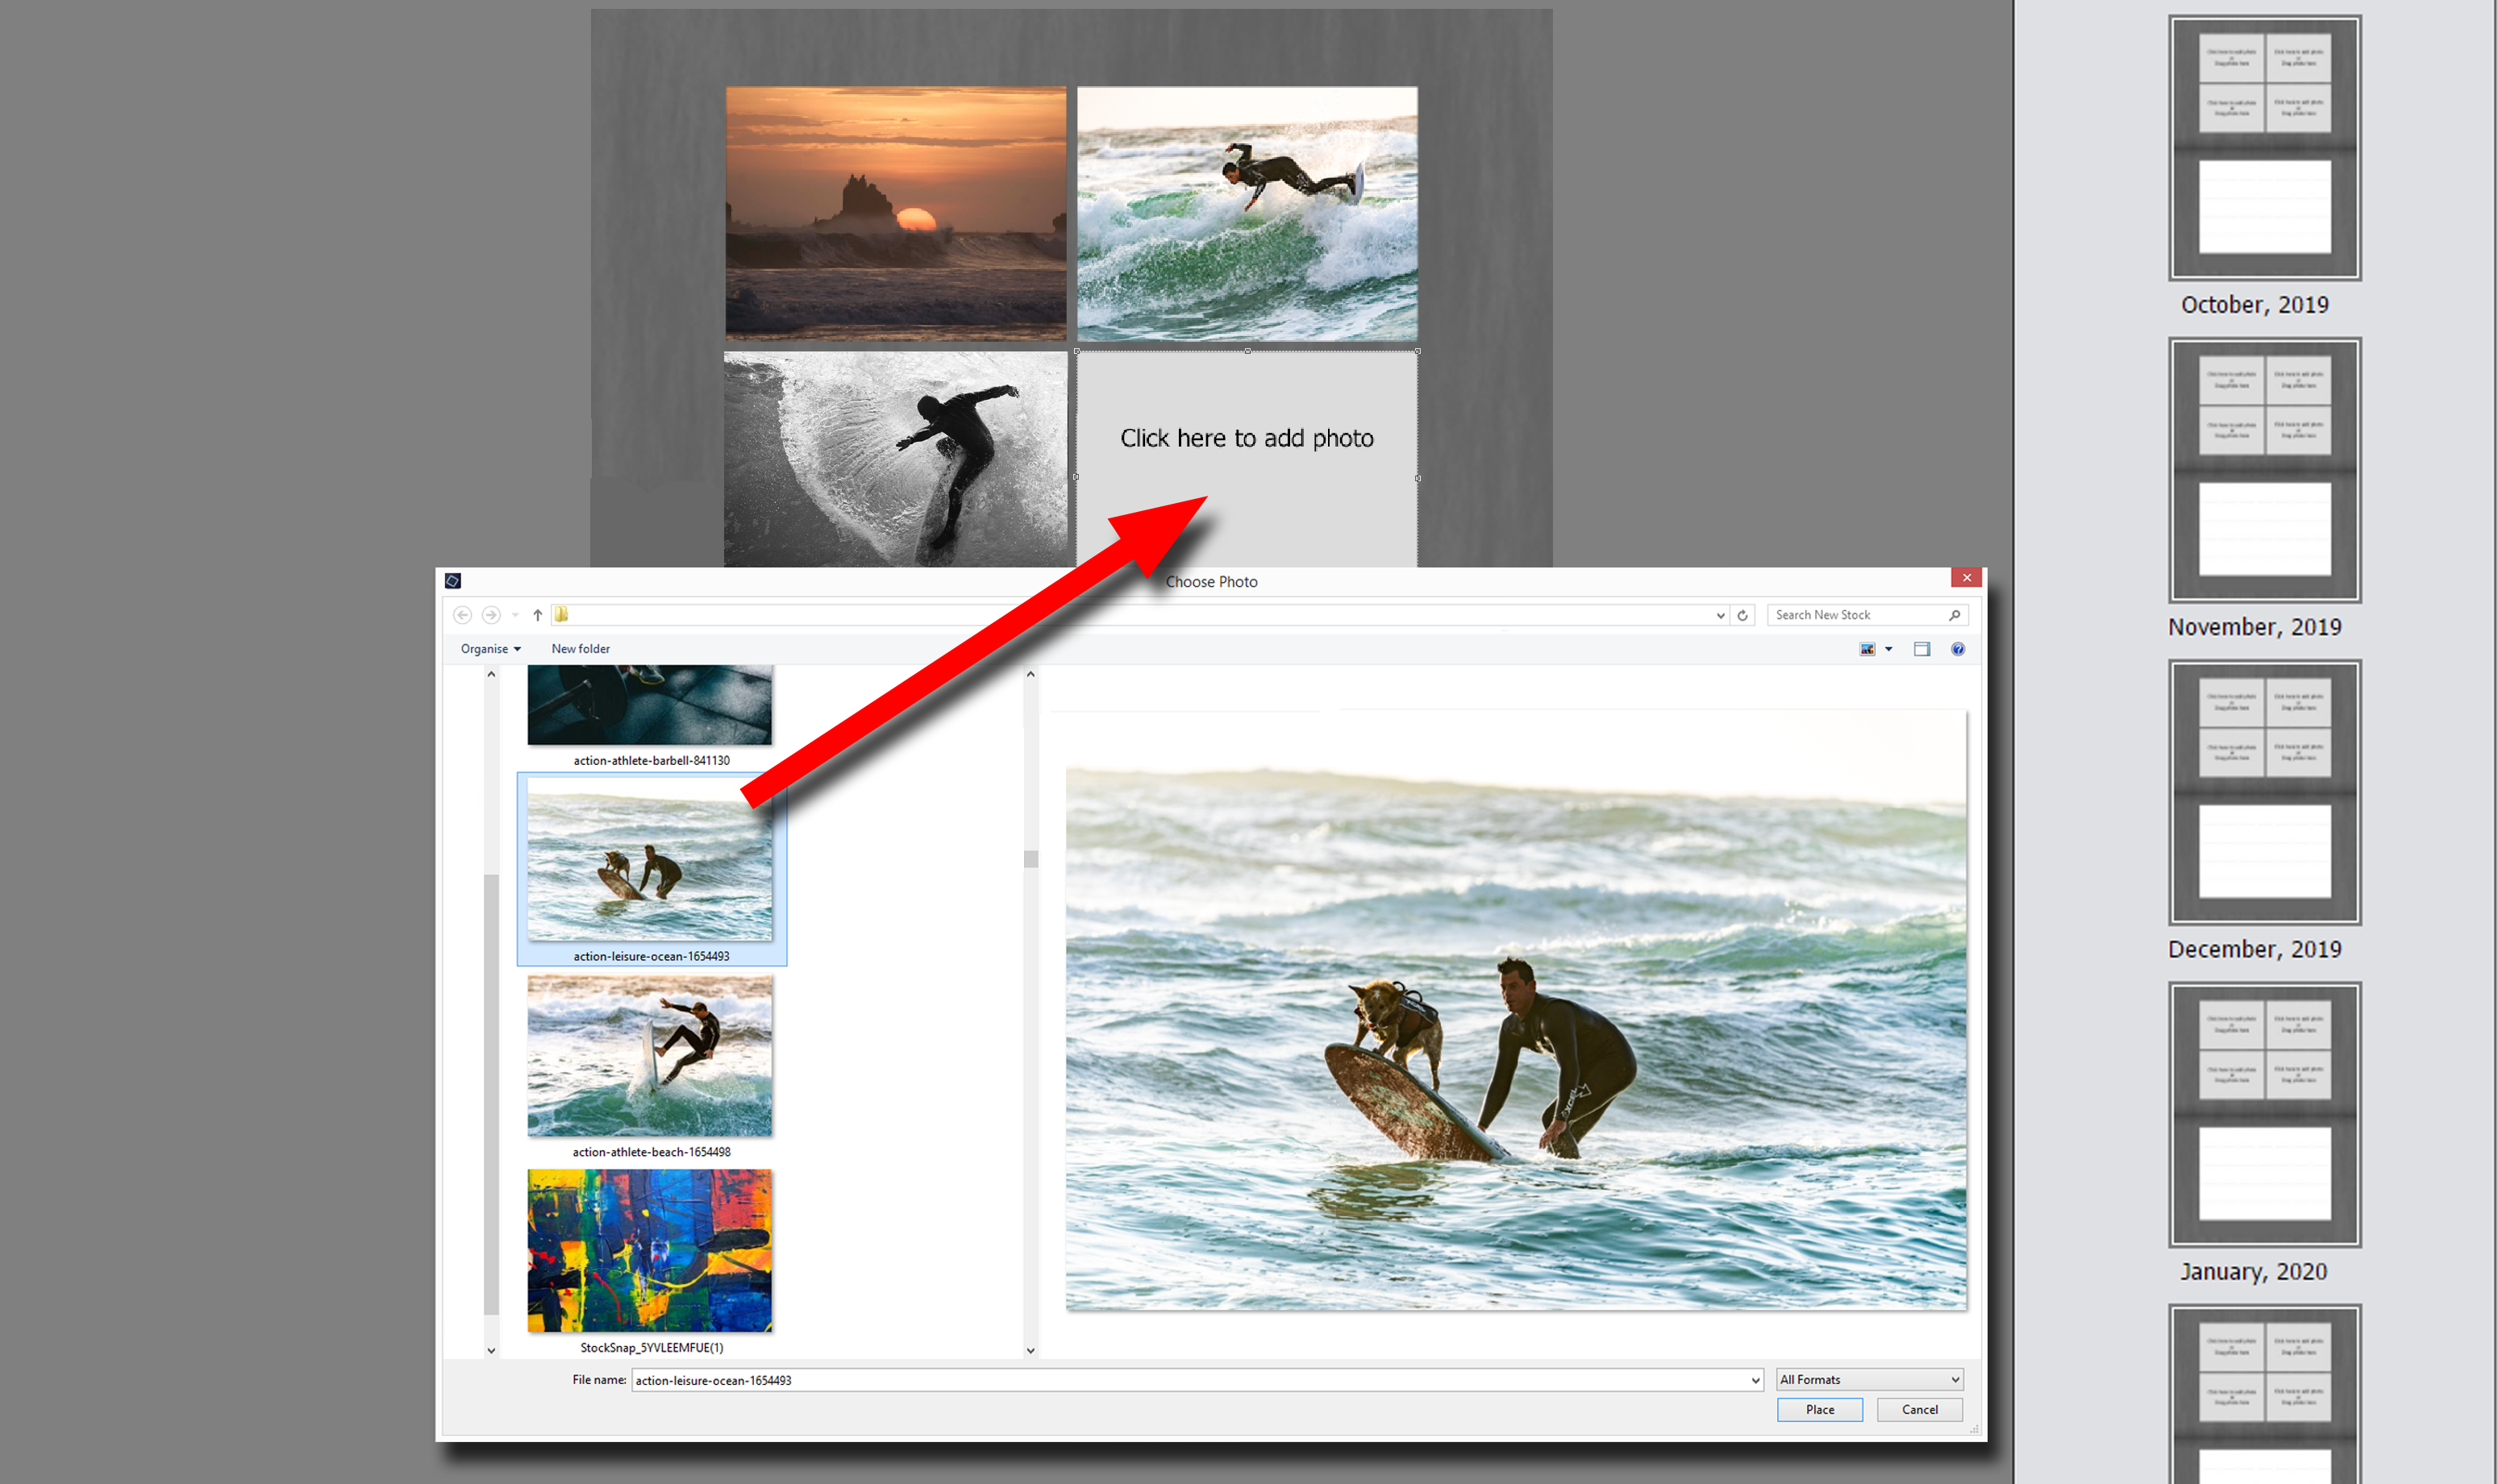 Click here to add photo
Choose Photo
Search New Stock
Organise
New folder
action-athlete-barbell-841130
action-leisure-ocean-1654493
action-athlete-beach-1654498
StockSnap_5YVLEEMFUE(1)
XCEL
File name:
action-leisure-ocean-1654493
All Formats
Place
Cancel
October, 2019
November, 2019
December, 2019
January, 2020